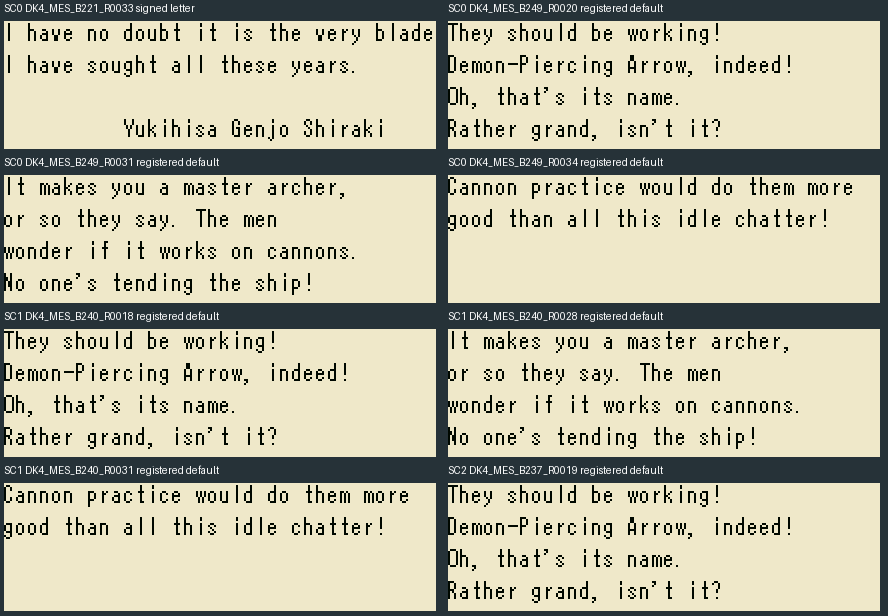 SC0 DK4_MES_B221_R0033 signed letter
I have no doubt it is the very blade
I have sought all these years.
Yukihisa Genjo Shiraki
SC0 DK4_MES_B249_R0020 registered default
They should be working!
Demon-Piercing Arrow, indeed!
Oh, that's its name.
Rather grand, isn't it?
SC0 DK4_MES_B249_R0031 registered default
It makes you a master archer,
or so they say. The men
wonder if it works on cannons.
No one's tending the ship!
SC0 DK4_MES_B249_R0034 registered default
Cannon practice would do them more
good than all this idle chatter!
SC1 DK4_MES_B240_R0018 registered default
They should be working!
Demon-Piercing Arrow, indeed!
Oh, that's its name.
Rather grand, isn't it?
SC1 DK4_MES_B240_R0028 registered default
It makes you a master archer,
or so they say. The men
wonder if it works on cannons.
No one's tending the ship!
SC1 DK4_MES_B240_R0031 registered default
Cannon practice would do them more
good than all this idle chatter!
SC2 DK4_MES_B237_R0019 registered default
They should be working!
Demon-Piercing Arrow, indeed!
Oh, that's its name.
Rather grand, isn't it?